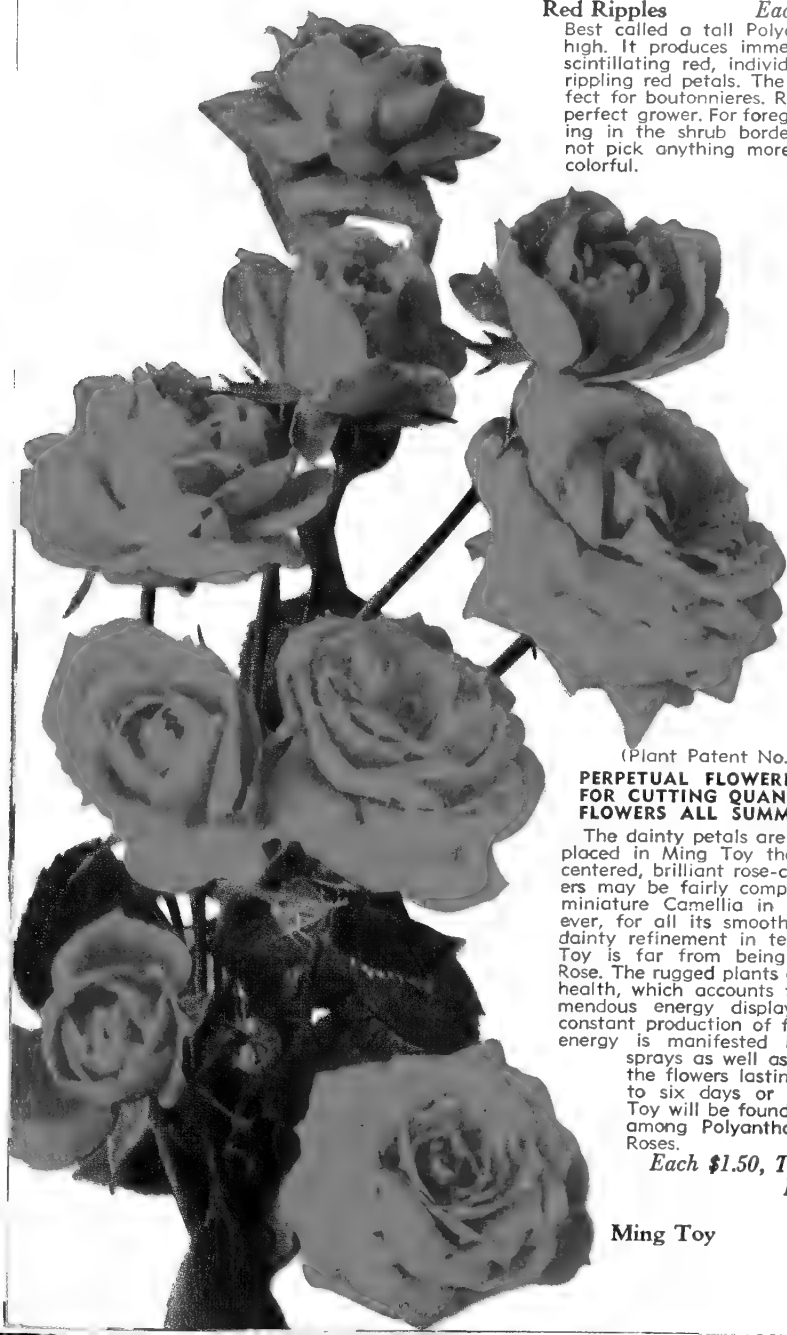 Red Ripples Eac
Best called a tall Polya
high. It produces imme
scintillating red, individ
rippling red petals. The
fect for boutonnieres. R
perfect grower. For foreg
ing in the shrub borde
not pick anything more
colorful.
(Plant Patent No.
PERPETUAL FLOWERI
FOR CUTTING QUAN
FLOWERS ALL SUMM
The dainty petals are
placed in Ming Toy the
centered, brilliant rose-c
ers may be fairly comp
miniature Camellia in
ever, for all its smooth
dainty refinement in te
Toy is far from being
Rose. The rugged plants
health, which accounts
mendous energy display
constant production of f
energy is manifested
sprays as well as
the flowers lastin
to six days or
Toy will be found
among Polyantha
Roses.
Each $1.50, T
Ming Toy